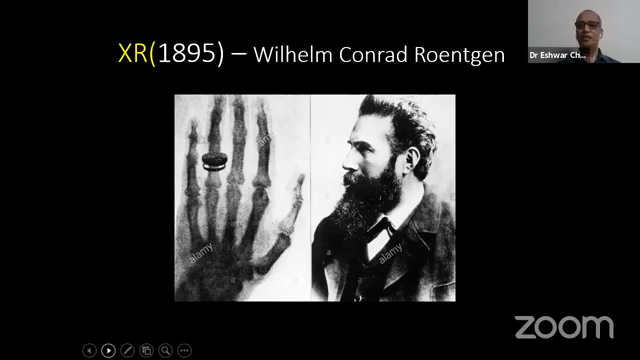 XR(1895) – Wilhelm Conrad Roentgen
Dr Eshwar Ch...
alamy
alamy
zoom